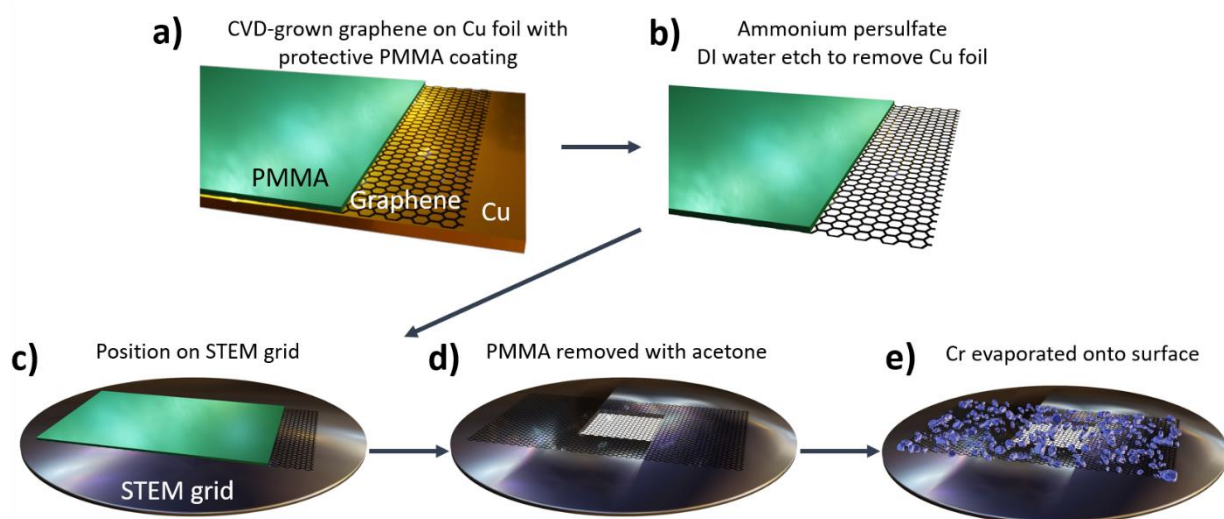 a)
CVD-grown graphene on Cu foil with
protective PMMA coating
PMMA
Graphene
Cu
b)
Ammonium persulfate
DI water etch to remove Cu foil
c)
Position on STEM grid
STEM grid
d)
PMMA removed with acetone
e)
Cr evaporated onto surface